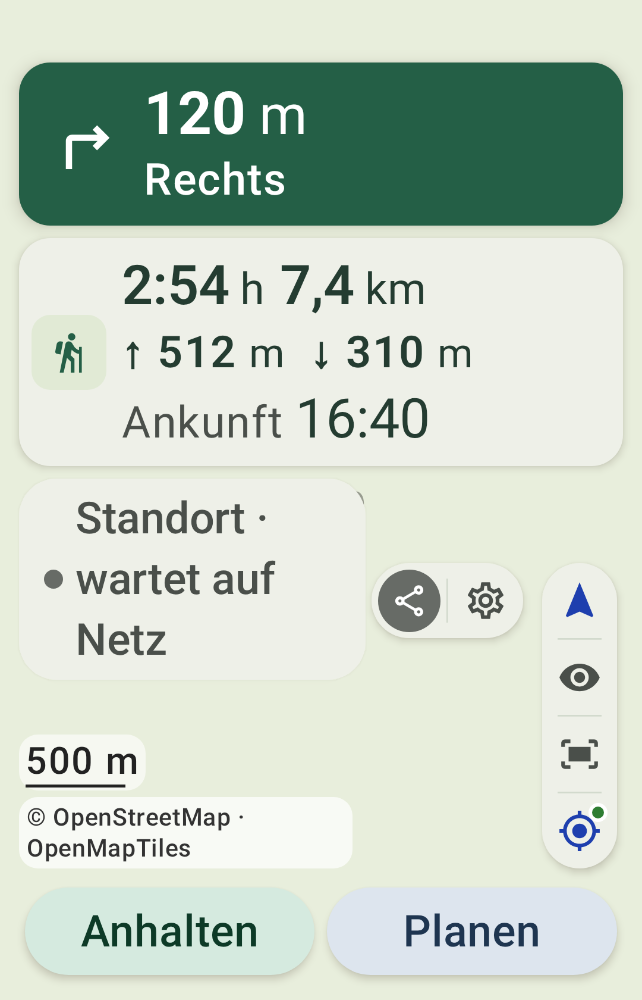 120 m
Rechts
2:54 h 7,4 km
↑ 512 m ↓ 310 m
Ankunft 16:40
Standort ·
wartet auf
Netz
500 m
© OpenStreetMap ·
OpenMapTiles
Anhalten
Planen